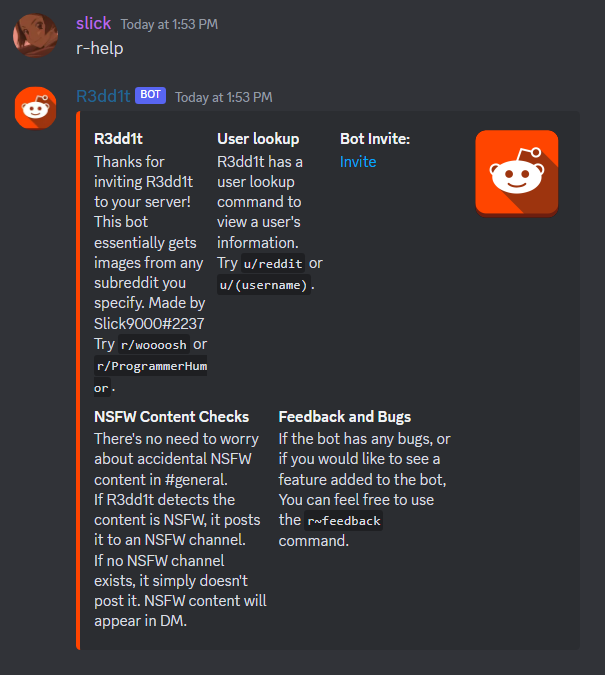 slick Today at 1:53 PM
r-help
R3dd1t BOT Today at 1:53 PM
R3dd1t
Thanks for
inviting R3dd1t
to your server!
This bot
essentially gets
images from any
subreddit you
specify. Made by
Slick9000#2237
Try r/woooosh or
r/ProgrammerHum
or.
User lookup
R3dd1t has a
user lookup
command to
view a user's
information.
Try u/reddit or
u/(username).
Bot Invite:
Invite
NSFW Content Checks
There's no need to worry
about accidental NSFW
content in #general.
If R3dd1t detects the
content is NSFW, it posts
it to an NSFW channel.
If no NSFW channel
exists, it simply doesn't
post it. NSFW content will
appear in DM.
Feedback and Bugs
If the bot has any bugs, or
if you would like to see a
feature added to the bot,
You can feel free to use
the r~feedback
command.